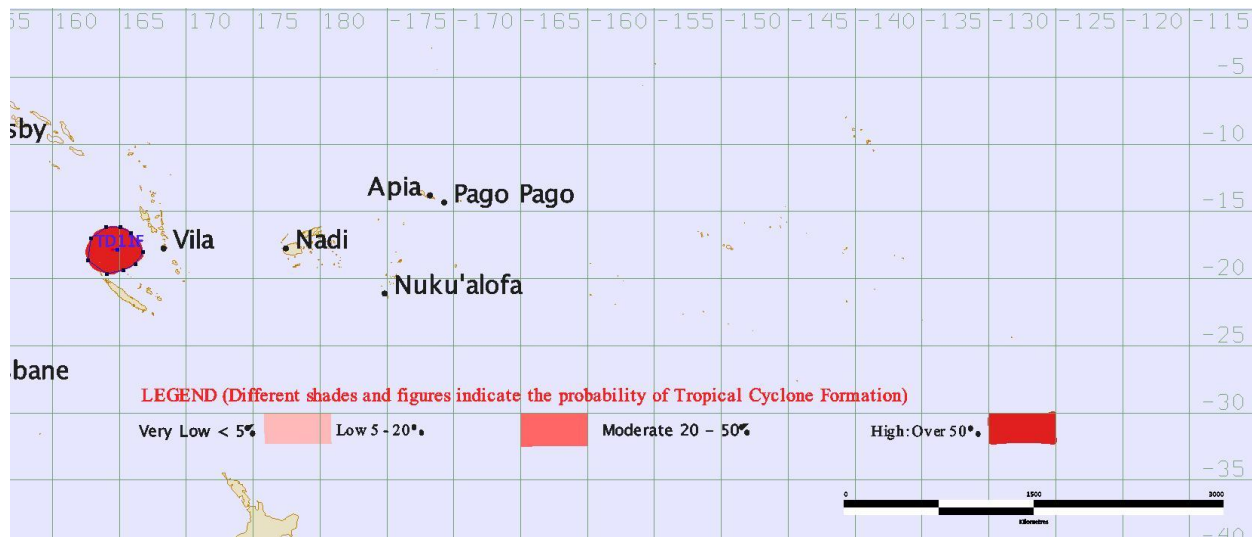 55 160 165 170 175 180 -175 -170 -165 -160 -155 -150 -145 -140 -135 -130 -125 -120 -115
-5
sby
-10
Apia
Pago Pago
-15
TD11F
Vila
Nadi
-20
Nuku'alofa
-25
bane
LEGEND (Different shades and figures indicate the probability of Tropical Cyclone Formation)
-30
Very Low < 5% Low 5 - 20% Moderate 20 - 50% High: Over 50%
-35
0 1500 3000
Kilometres
-40